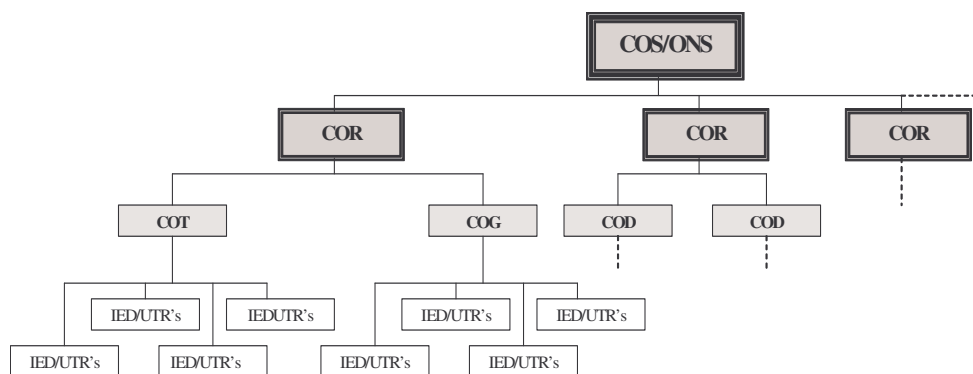 COS/ONS
COR
COR
COR
COT
COG
COD
COD
IED/UTR's
IEDUTR's
IED/UTR's
IED/UTR's
IED/UTR's
IED/UTR's
IED/UTR's
IED/UTR's